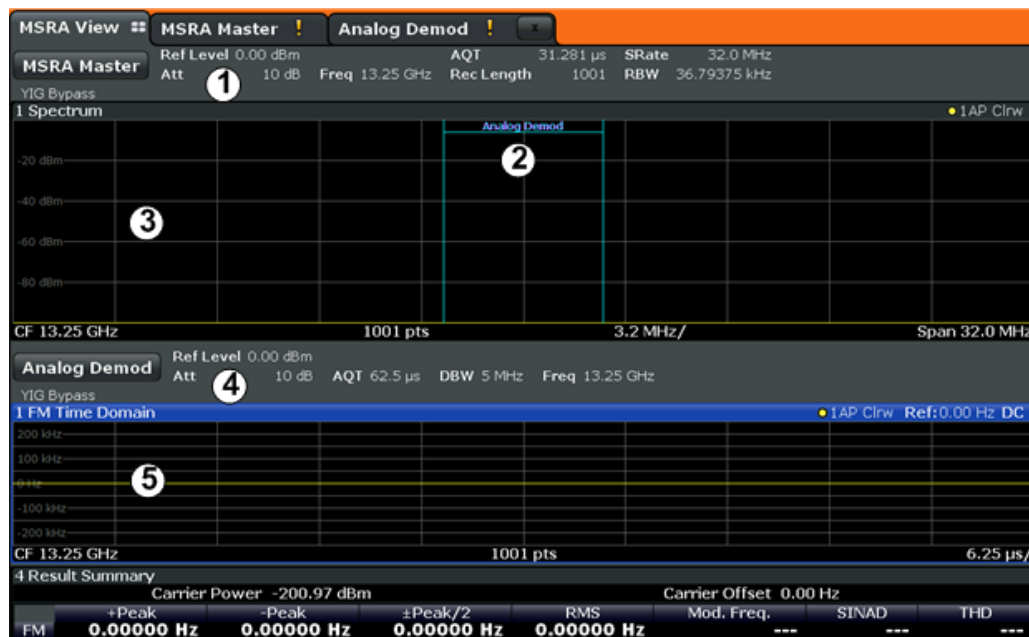 MSRA View MSRA Master ! Analog Demod ! x
MSRA Master Ref Level 0.00 dBm AQT 31.281 µs SRate 32.0 MHz
Att 10 dB Freq 13.25 GHz Rec Length 1001 RBW 36.79375 kHz
1
YIG Bypass
1 Spectrum 1AP Clrw
Analog Demod
2
-20 dBm
-40 dBm
3
-60 dBm
-80 dBm
CF 13.25 GHz 1001 pts 3.2 MHz/ Span 32.0 MHz
Analog Demod Ref Level 0.00 dBm
Att 10 dB AQT 62.5 µs DBW 5 MHz Freq 13.25 GHz
4
YIG Bypass
1 FM Time Domain 1AP Clrw Ref:0.00 Hz DC
200 kHz
100 kHz
0 Hz
5
-100 kHz
-200 kHz
CF 13.25 GHz 1001 pts 6.25 µs/
4 Result Summary
Carrier Power -200.97 dBm Carrier Offset 0.00 Hz
+Peak -Peak ±Peak/2 RMS Mod. Freq. SINAD THD
FM 0.00000 Hz 0.00000 Hz 0.00000 Hz 0.00000 Hz --- --- ---